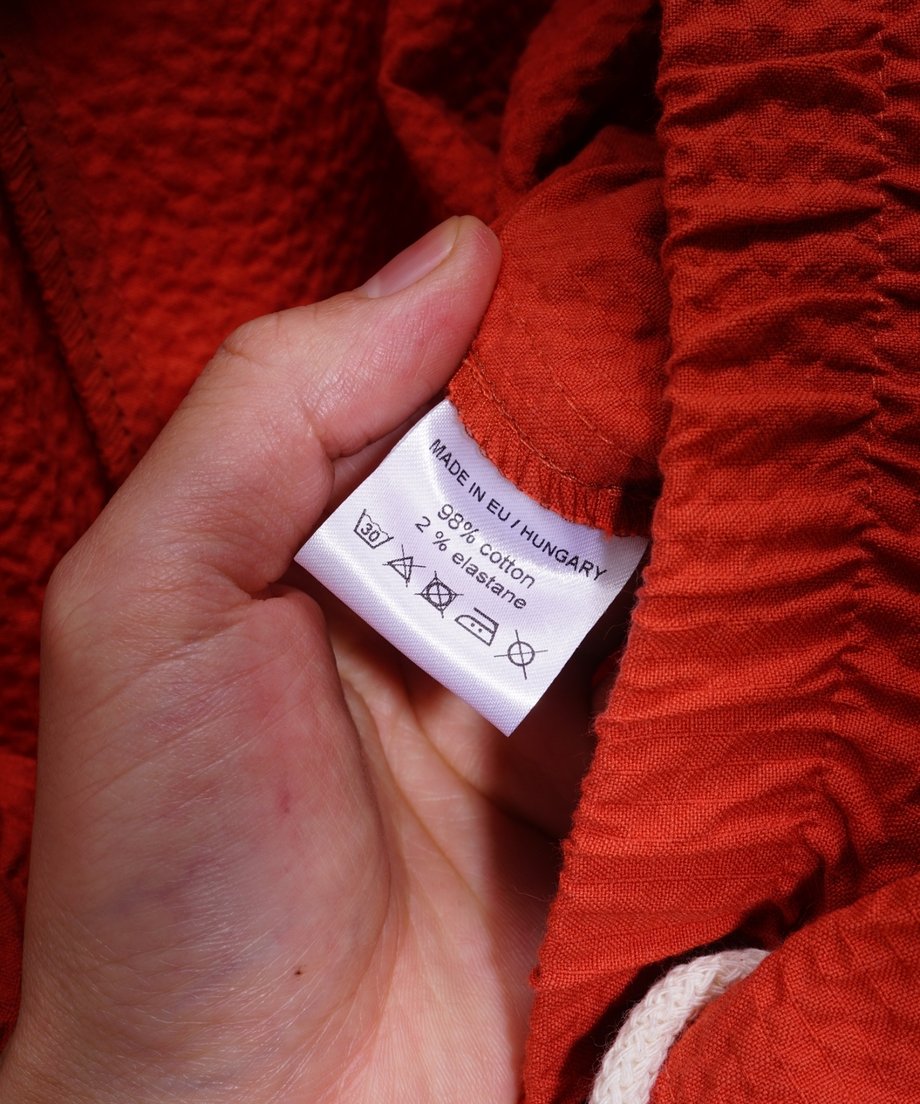 MADE IN EU / HUNGARY
98% cotton
2 % elastane
30